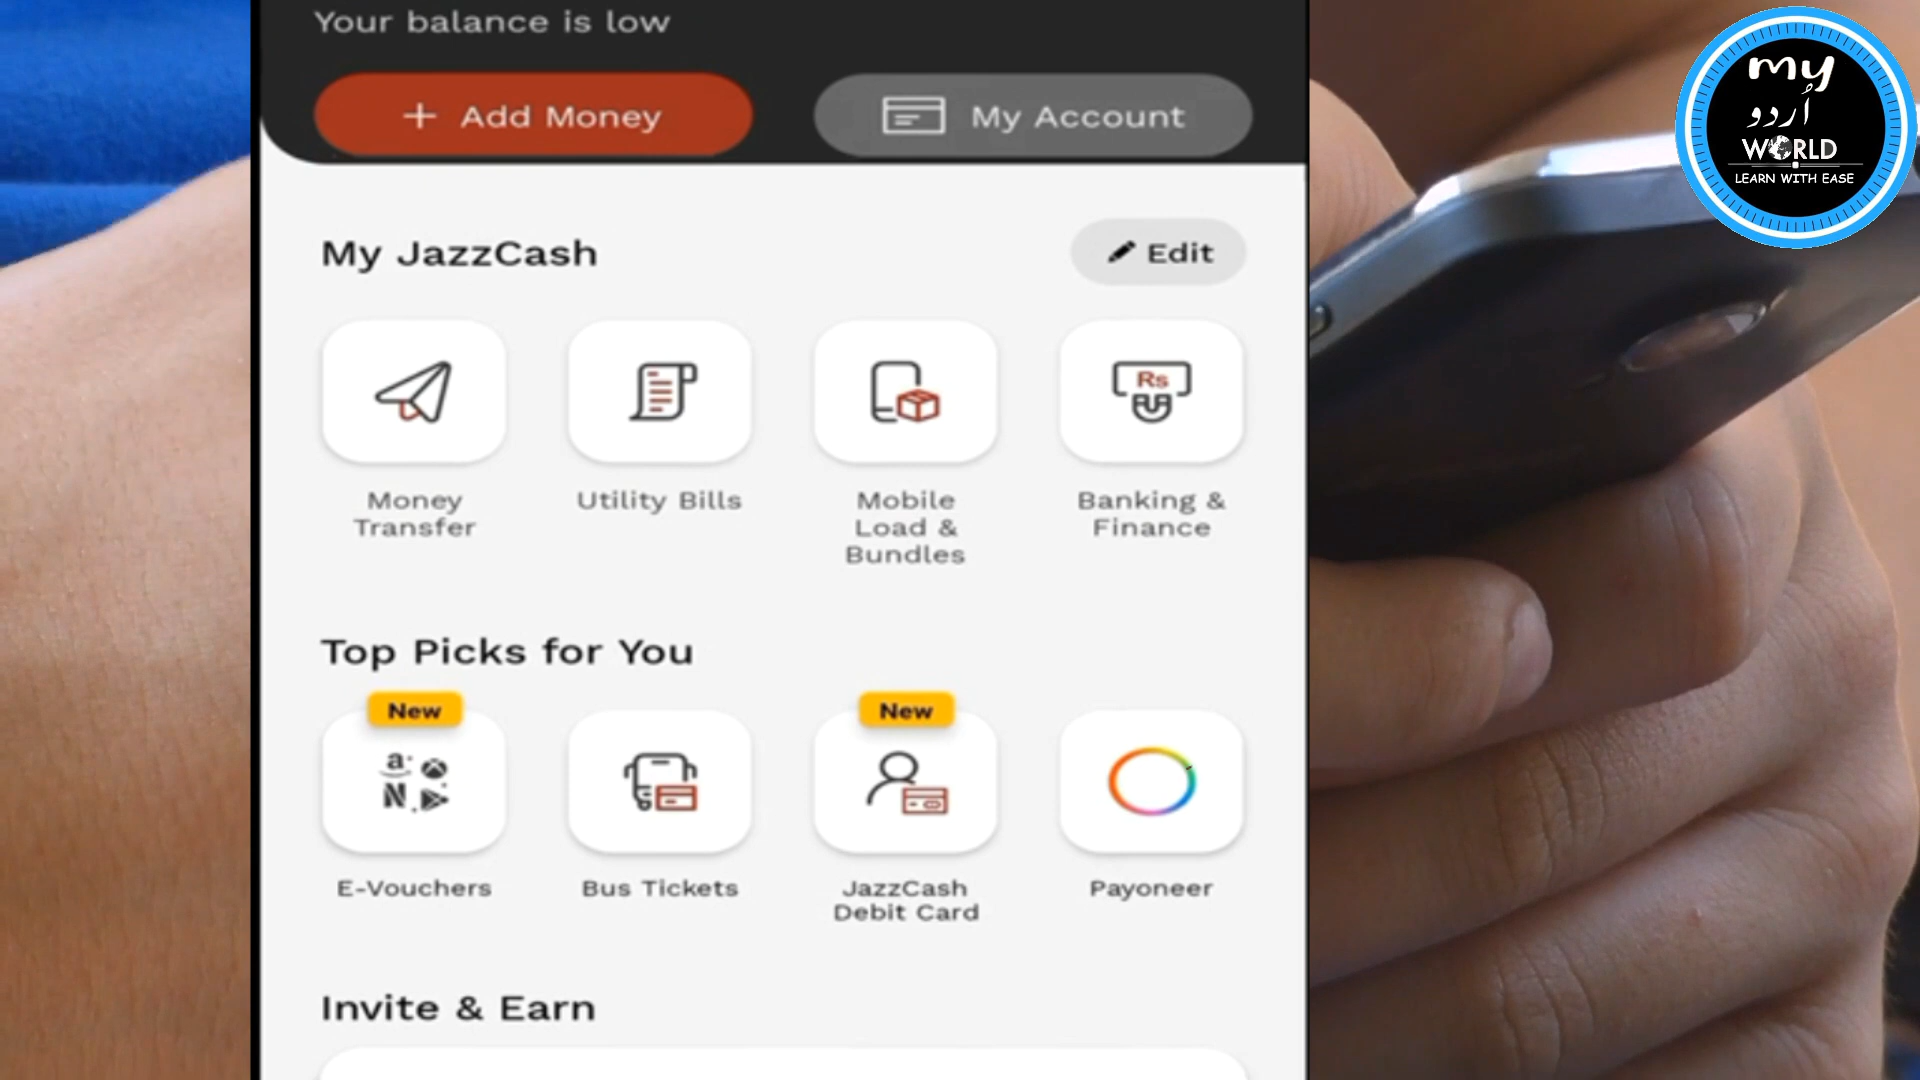 Your balance is low
+ Add Money
My Account
My JazzCash
Edit
Money
Transfer
Utility Bills
Mobile
Load &
Bundles
Rs
Banking &
Finance
Top Picks for You
New
New
a
N
E-Vouchers
Bus Tickets
JazzCash
Debit Card
Payoneer
Invite & Earn
my
اُردو
WORLD
LEARN WITH EASE